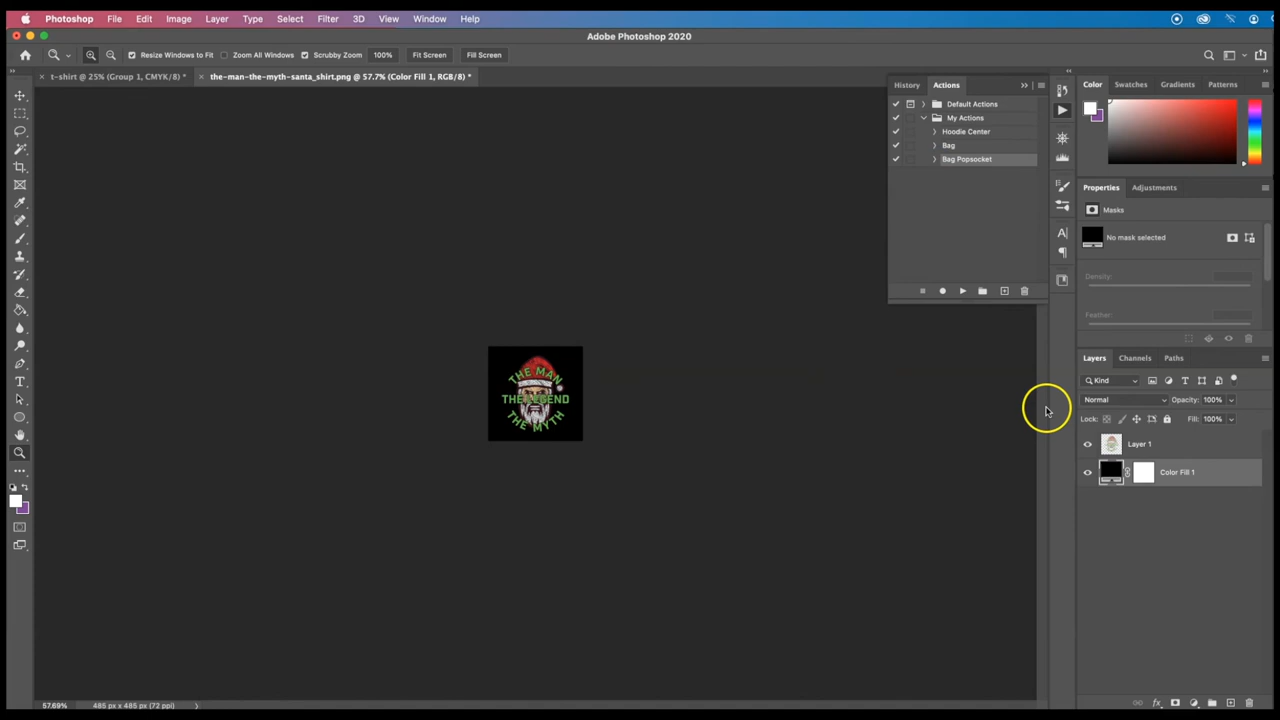 Photoshop File Edit Image Layer Type Select Filter 3D View Window Help
Adobe Photoshop 2020
Resize Windows to Fit Zoom All Windows Scrubby Zoom 100% Fit Screen Fill Screen
t-shirt @ 25% (Group 1, CMYK/8) * the-man-the-myth-santa_shirt.png @ 57.7% (Color Fill 1, RGB/8) *
History Actions
Default Actions
My Actions
Hoodie Center
Bag
Bag Popsocket
Color Swatches Gradients Patterns
Properties Adjustments
Masks
No mask selected
Density:
Feather:
Layers Channels Paths
Kind
Normal Opacity: 100%
Lock: Fill: 100%
Layer 1
Color Fill 1
THE MAN
THE LEGEND
THE MYTH
57.69% 485 px x 485 px (72 ppi)